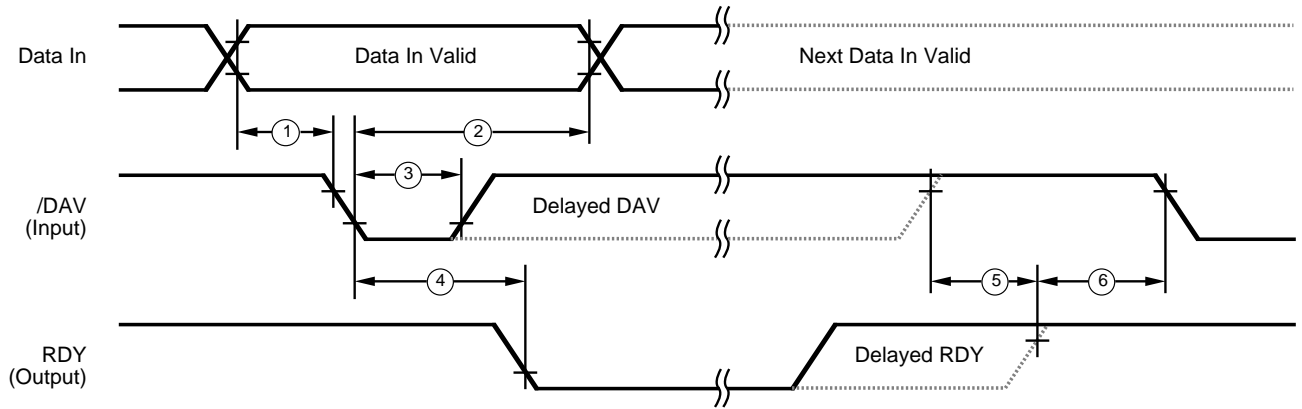 Data In
Data In Valid
Next Data In Valid
1
2
3
/DAV
(Input)
Delayed DAV
4
5
6
RDY
(Output)
Delayed RDY